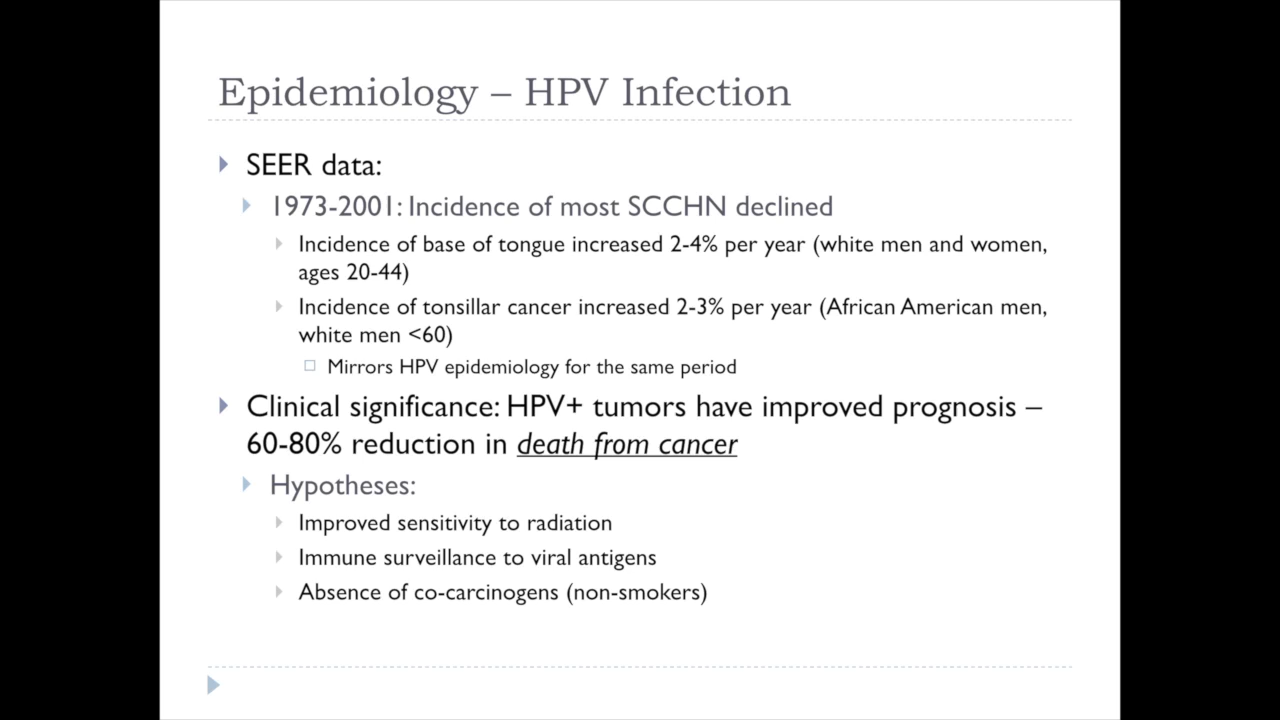 Epidemiology – HPV Infection
SEER data:
1973-2001: Incidence of most SCCHN declined
Incidence of base of tongue increased 2-4% per year (white men and women,
ages 20-44)
Incidence of tonsillar cancer increased 2-3% per year (African American men,
white men <60)
Mirrors HPV epidemiology for the same period
Clinical significance: HPV+ tumors have improved prognosis –
60-80% reduction in death from cancer
Hypotheses:
Improved sensitivity to radiation
Immune surveillance to viral antigens
Absence of co-carcinogens (non-smokers)